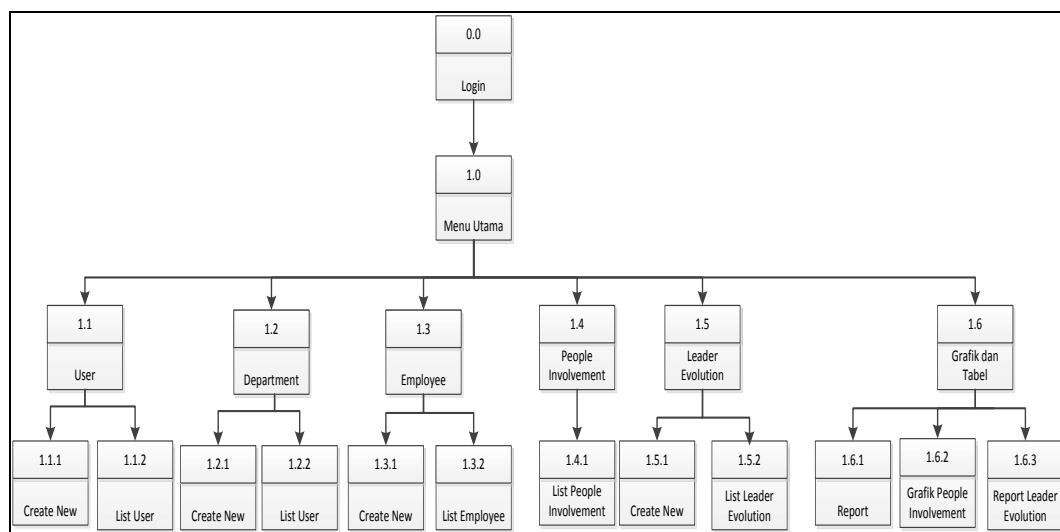 0.0
Login
1.0
Menu Utama
1.1
User
1.2
Department
1.3
Employee
1.4
People
Involvement
1.5
Leader
Evolution
1.6
Grafik dan
Tabel
1.1.1
Create New
1.1.2
List User
1.2.1
Create New
1.2.2
List User
1.3.1
Create New
1.3.2
List Employee
1.4.1
List People
Involvement
1.5.1
Create New
1.5.2
List Leader
Evolution
1.6.1
Report
1.6.2
Grafik People
Involvement
1.6.3
Report Leader
Evolution